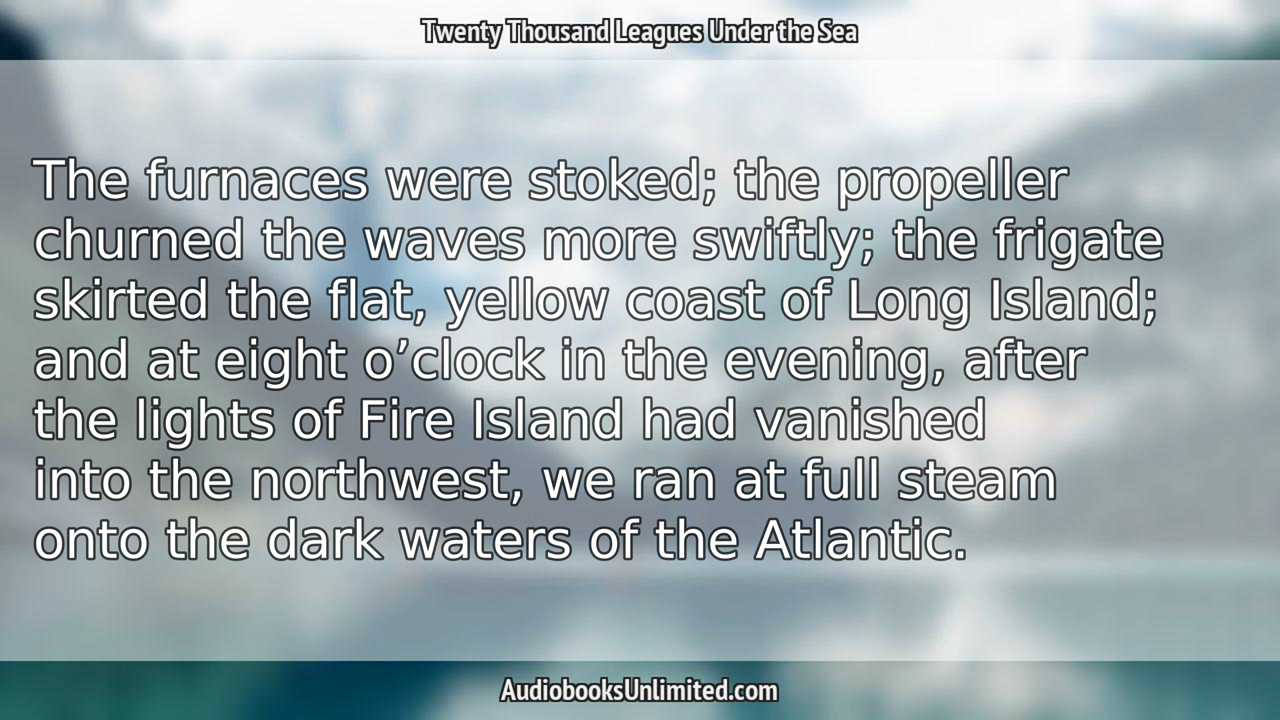 Twenty Thousand Leagues Under the Sea
The furnaces were stoked; the propeller
churned the waves more swiftly; the frigate
skirted the flat, yellow coast of Long Island;
and at eight o’clock in the evening, after
the lights of Fire Island had vanished
into the northwest, we ran at full steam
onto the dark waters of the Atlantic.
AudiobooksUnlimited.com